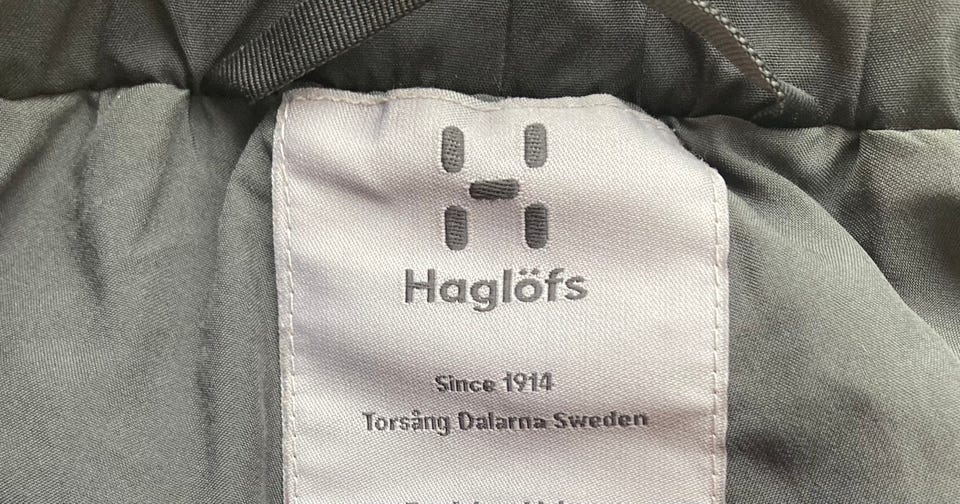 Haglöfs
Since 1914
Torsång Dalarna Sweden